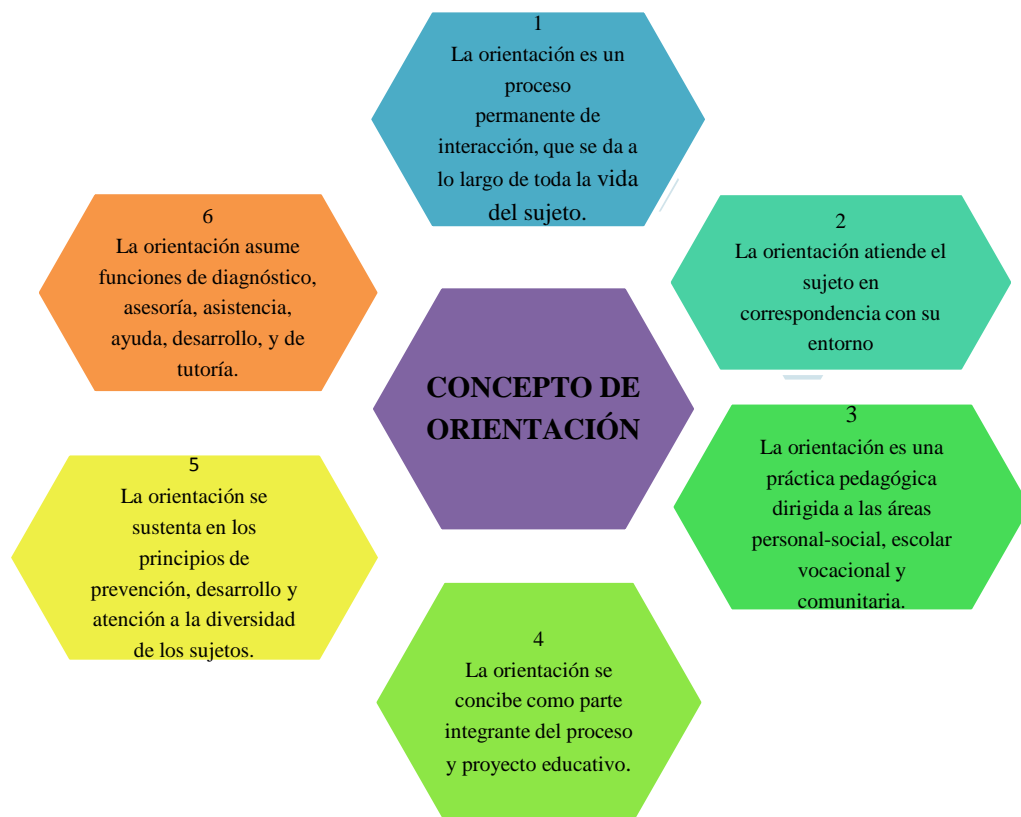 1
La orientación es un
proceso
permanente de
interacción, que se da a
lo largo de toda la vida
del sujeto.
2
La orientación atiende el
sujeto en
correspondencia con su
entorno
3
La orientación es una
práctica pedagógica
dirigida a las áreas
personal-social, escolar
vocacional y
comunitaria.
4
La orientación se
concibe como parte
integrante del proceso
y proyecto educativo.
5
La orientación se
sustenta en los
principios de
prevención, desarrollo y
atención a la diversidad
de los sujetos.
6
La orientación asume
funciones de diagnóstico,
asesoría, asistencia,
ayuda, desarrollo, y de
tutoría.
CONCEPTO DE
ORIENTACIÓN